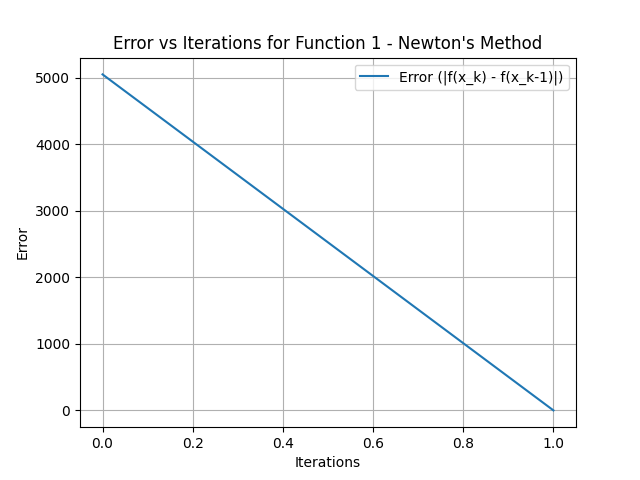 Error vs Iterations for Function 1 - Newton's Method
Error (|f(x_k) - f(x_k-1)|)
5000
4000
3000
2000
1000
0
Error
0.0 0.2 0.4 0.6 0.8 1.0
Iterations